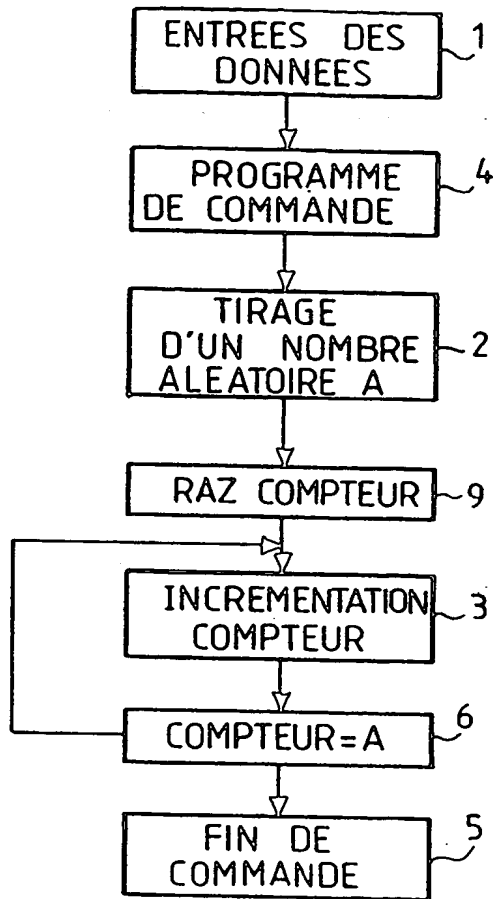 ENTREES DES
DONNEES
1
PROGRAMME
DE COMMANDE
4
TIRAGE
D'UN NOMBRE
ALEATOIRE A
2
RAZ COMPTEUR
9
INCREMENTATION
COMPTEUR
3
COMPTEUR=A
6
FIN DE
COMMANDE
5